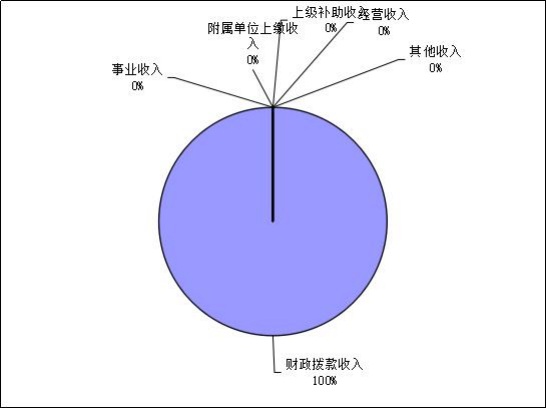 上级补助收入
0%
经营收入
0%
附属单位上缴收
入
0%
其他收入
0%
事业收入
0%
财政拨款收入
100%